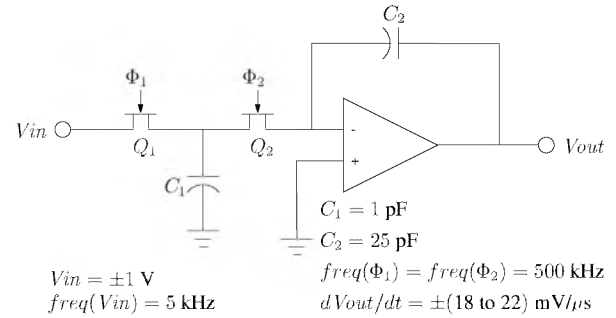 C₂
Φ₁
Φ₂
Vin
Q₁
Q₂
-
+
Vout
C₁
C₁ = 1 pF
C₂ = 25 pF
Vin = ±1 V
freq(Φ₁) = freq(Φ₂) = 500 kHz
freq(Vin) = 5 kHz
dVout/dt = ±(18 to 22) mV/μs